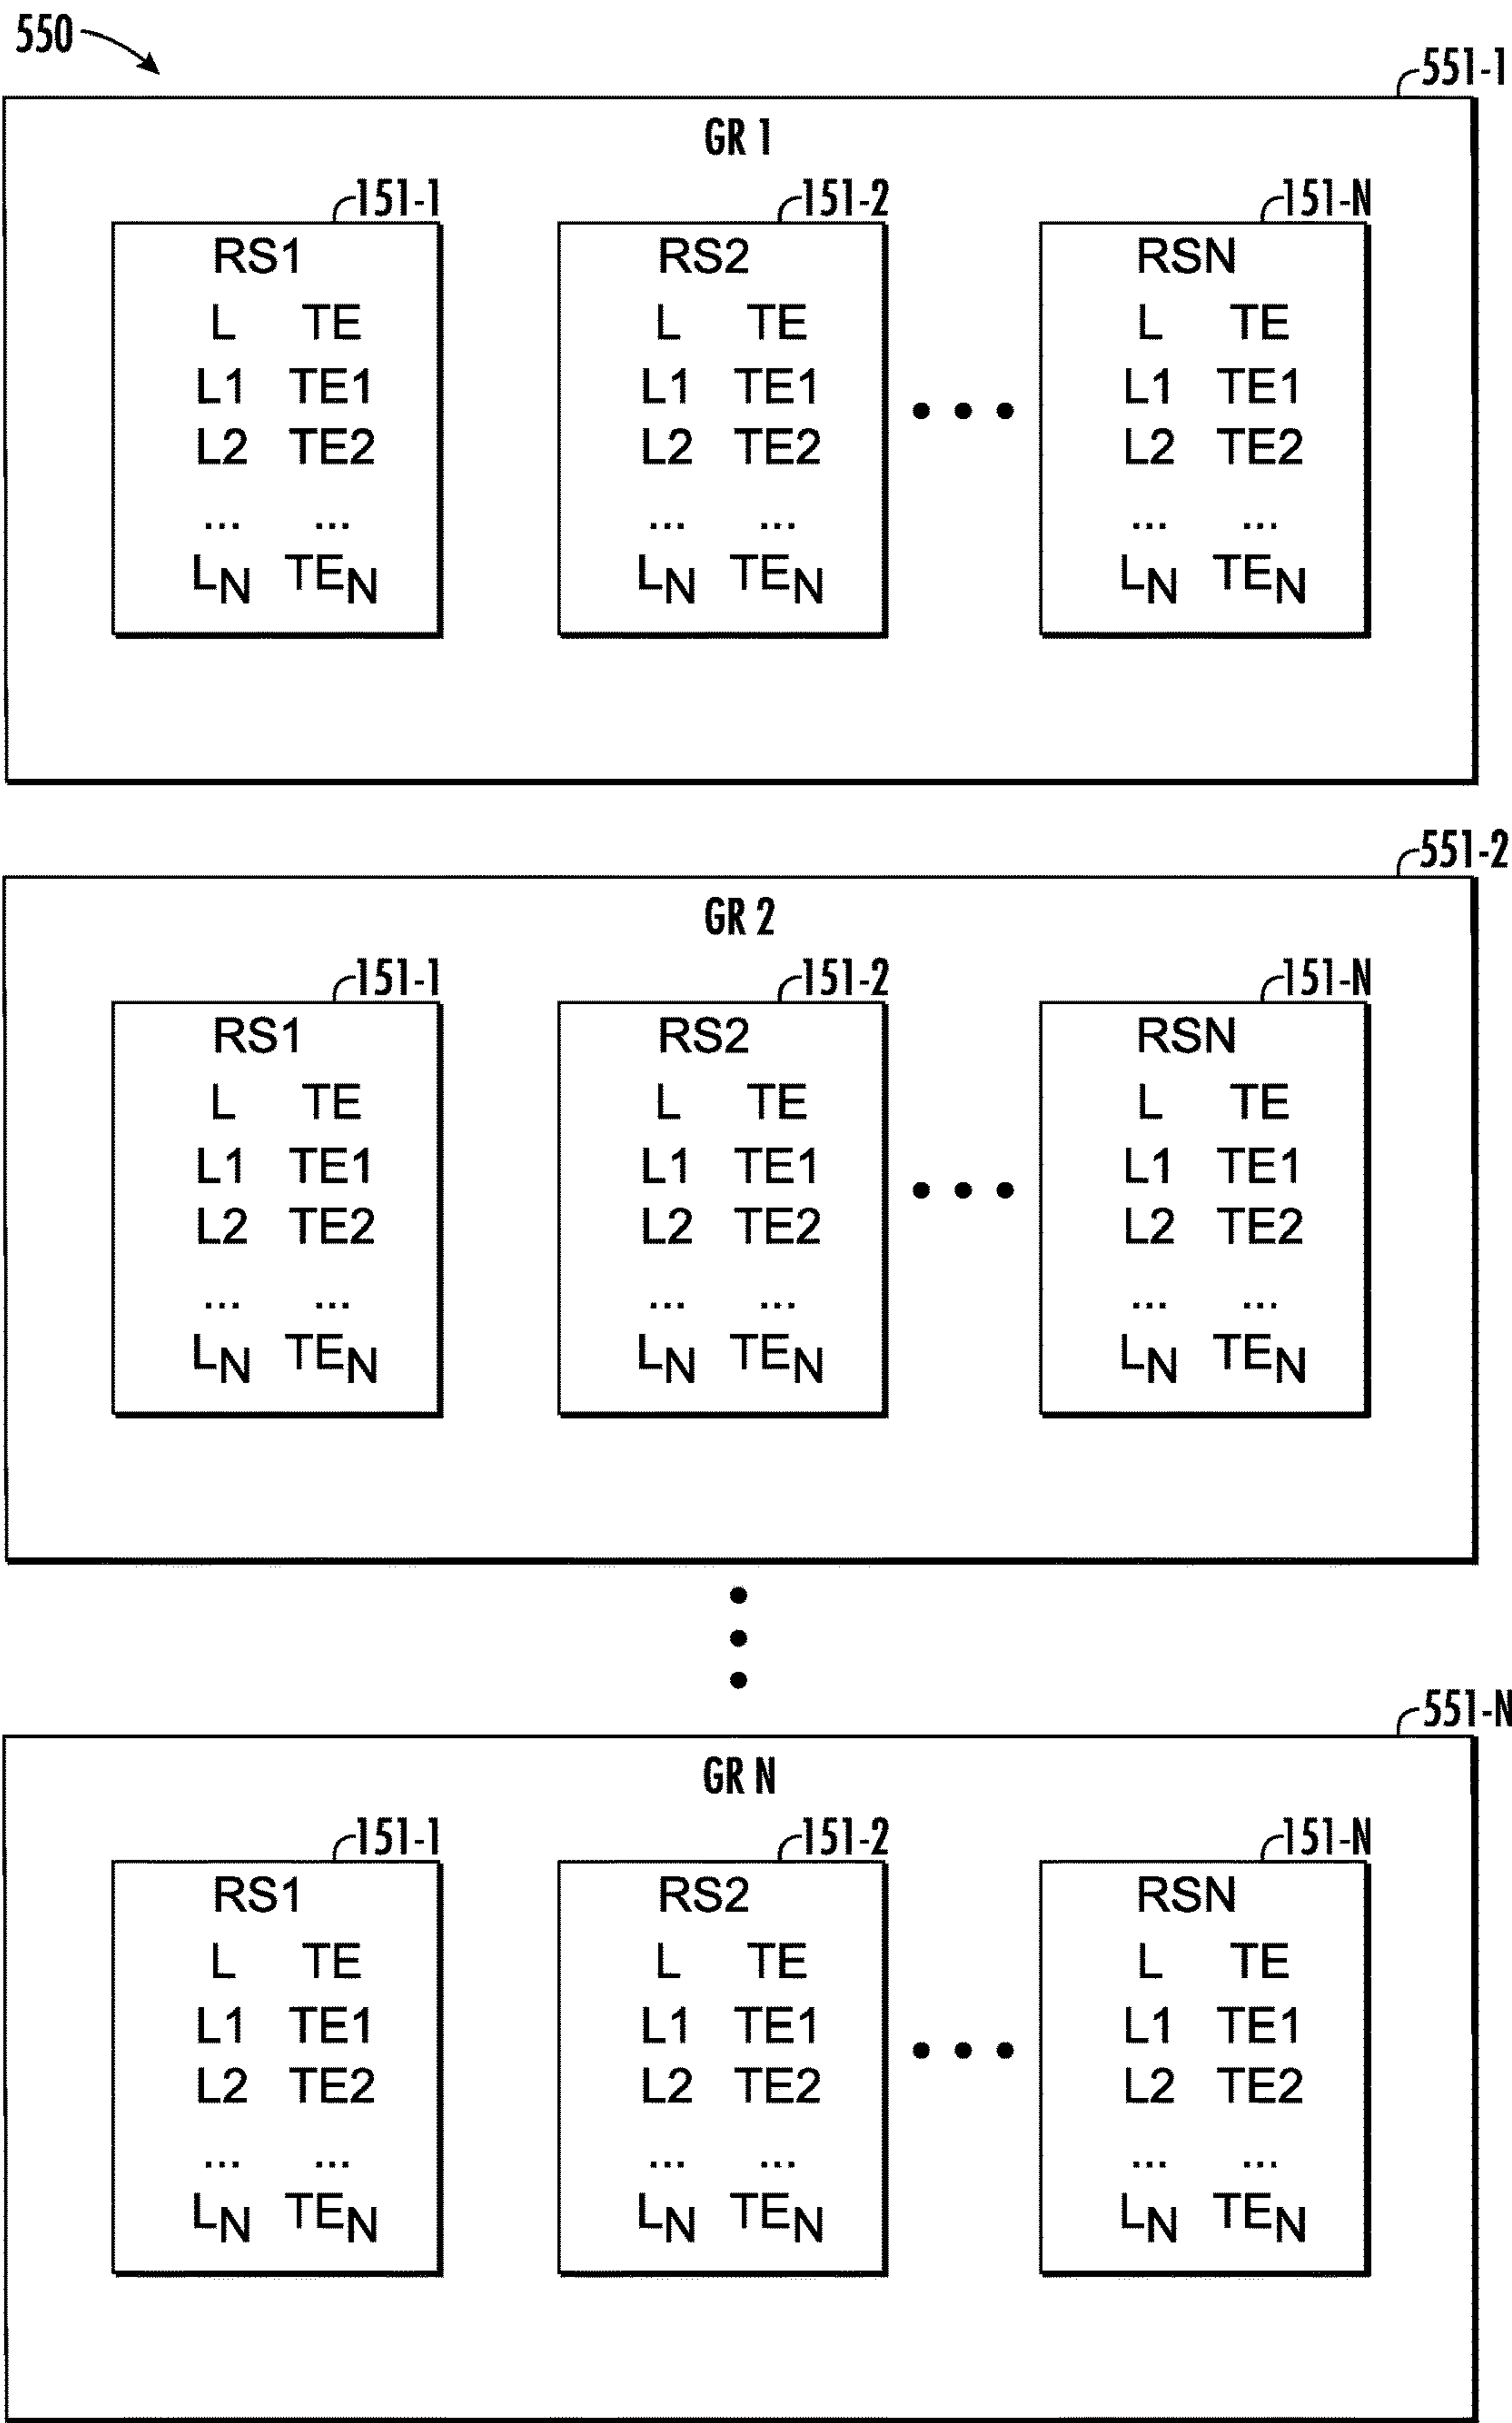 550
551-1
GR 1
151-1 151-2 151-N
RS1 RS2 RSN
L TE L TE L TE
L1 TE1 L1 TE1 • • • L1 TE1
L2 TE2 L2 TE2 L2 TE2
... ... ... ... ... ...
LN TEN LN TEN LN TEN
551-2
GR 2
151-1 151-2 151-N
RS1 RS2 RSN
L TE L TE L TE
L1 TE1 L1 TE1 • • • L1 TE1
L2 TE2 L2 TE2 L2 TE2
... ... ... ... ... ...
LN TEN LN TEN LN TEN
551-N
GR N
151-1 151-2 151-N
RS1 RS2 RSN
L TE L TE L TE
L1 TE1 L1 TE1 • • • L1 TE1
L2 TE2 L2 TE2 L2 TE2
... ... ... ... ... ...
LN TEN LN TEN LN TEN